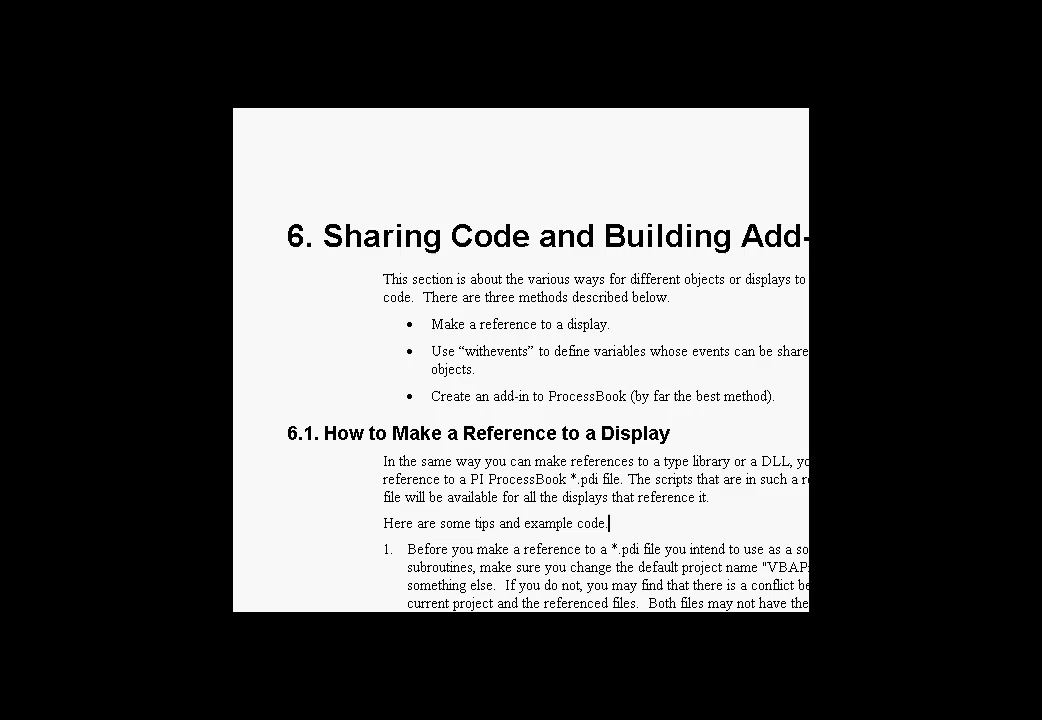 6. Sharing Code and Building Add-
This section is about the various ways for different objects or displays to
code. There are three methods described below.
• Make a reference to a display.
• Use “withevents” to define variables whose events can be share
objects.
• Create an add-in to ProcessBook (by far the best method).
6.1. How to Make a Reference to a Display
In the same way you can make references to a type library or a DLL, yo
reference to a PI ProcessBook *.pdi file. The scripts that are in such a r
file will be available for all the displays that reference it.
Here are some tips and example code.
1. Before you make a reference to a *.pdi file you intend to use as a so
subroutines, make sure you change the default project name "VBAP
something else. If you do not, you may find that there is a conflict be
current project and the referenced files. Both files may not have the